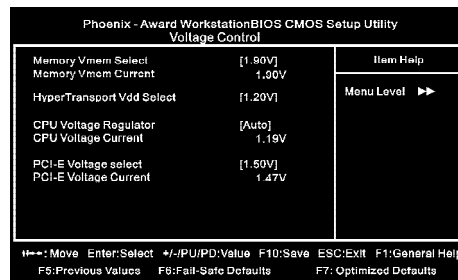 Phoenix - Award WorkstationBIOS CMOS Setup Utility
Voltage Control
Memory Vmem Select [1.90V]
Memory Vmem Current 1.90V
HyperTransport Vdd Select [1.20V]
CPU Voltage Regulator [Auto]
CPU Voltage Current 1.19V
PCI-E Voltage select [1.50V]
PCI-E Voltage Current 1.47V
Item Help
Menu Level ▶▶
↑↓←→: Move Enter:Select +/-/PU/PD:Value F10:Save ESC:Exit F1:General Help
F5:Previous Values F6:Fail-Safe Defaults F7: Optimized Defaults